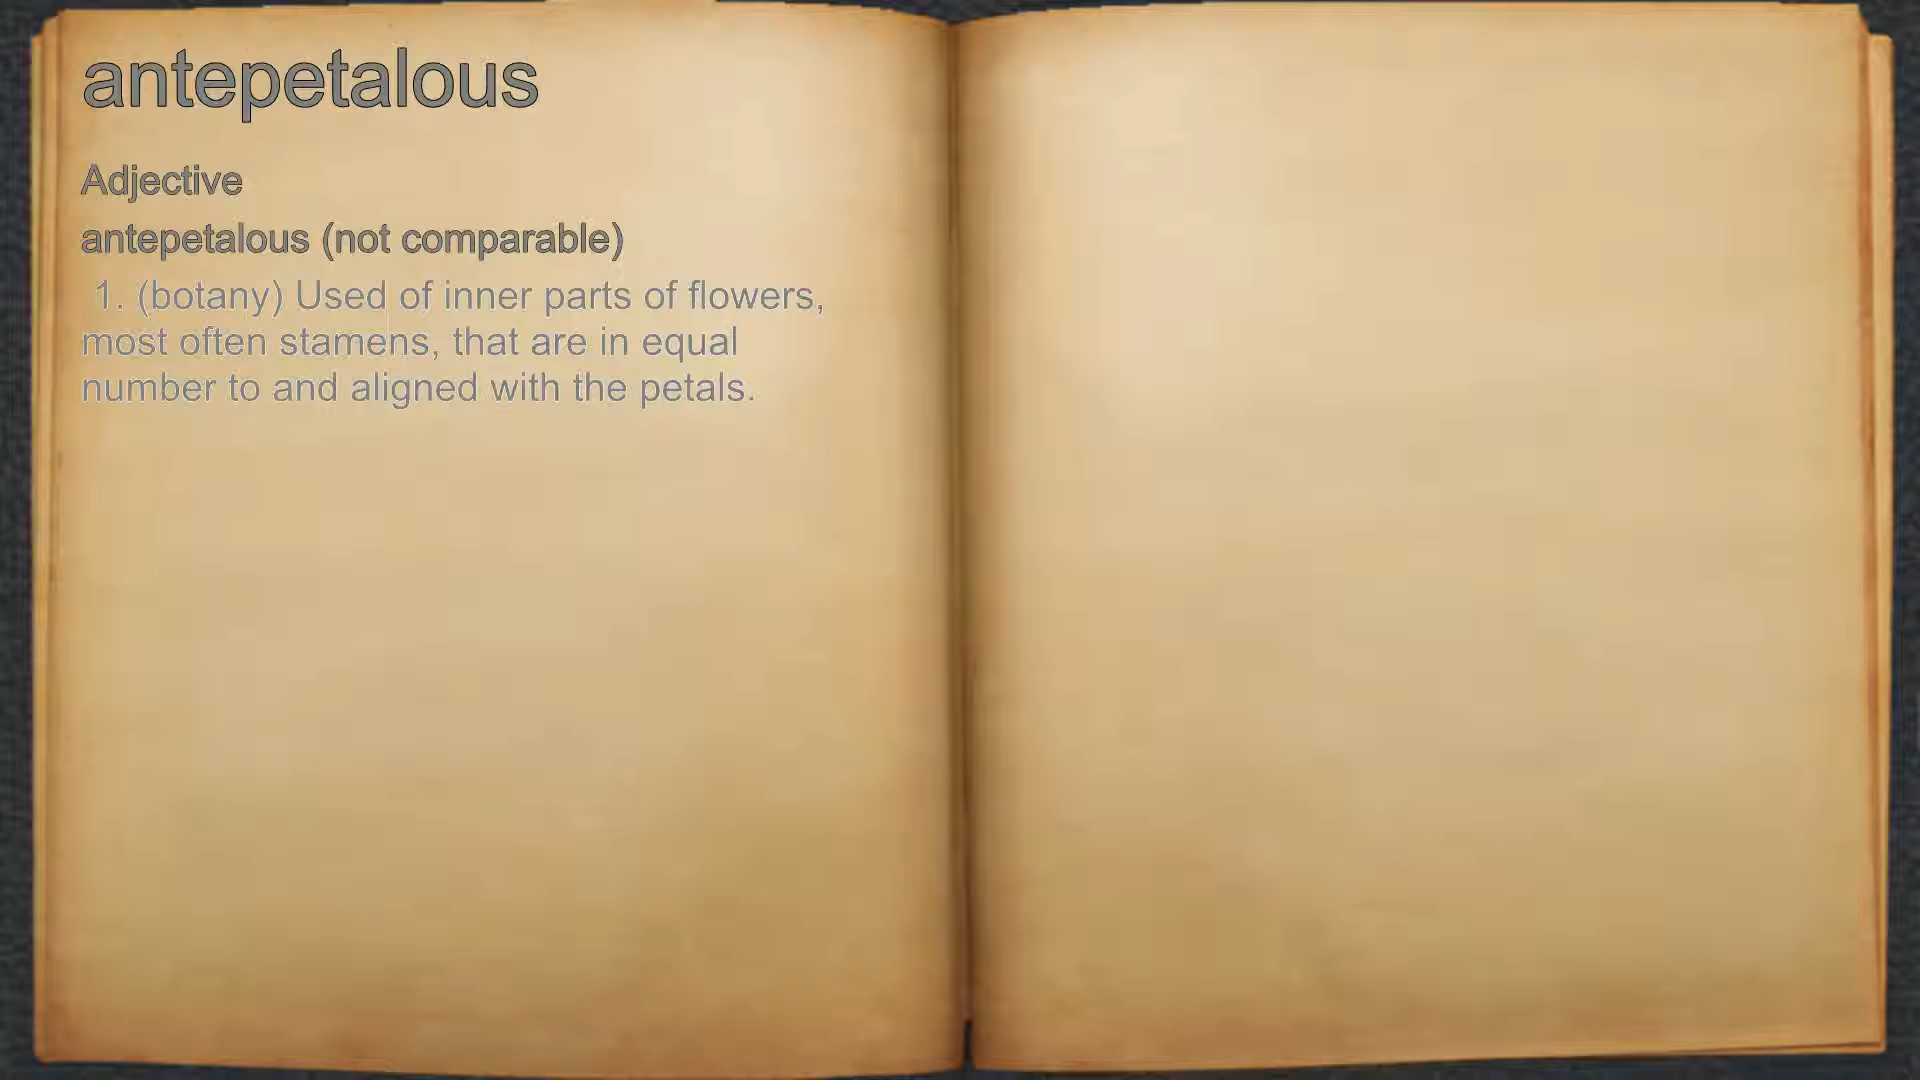 antepetalous
Adjective
antepetalous (not comparable)
1. (botany) Used of inner parts of flowers,
most often stamens, that are in equal
number to and aligned with the petals.